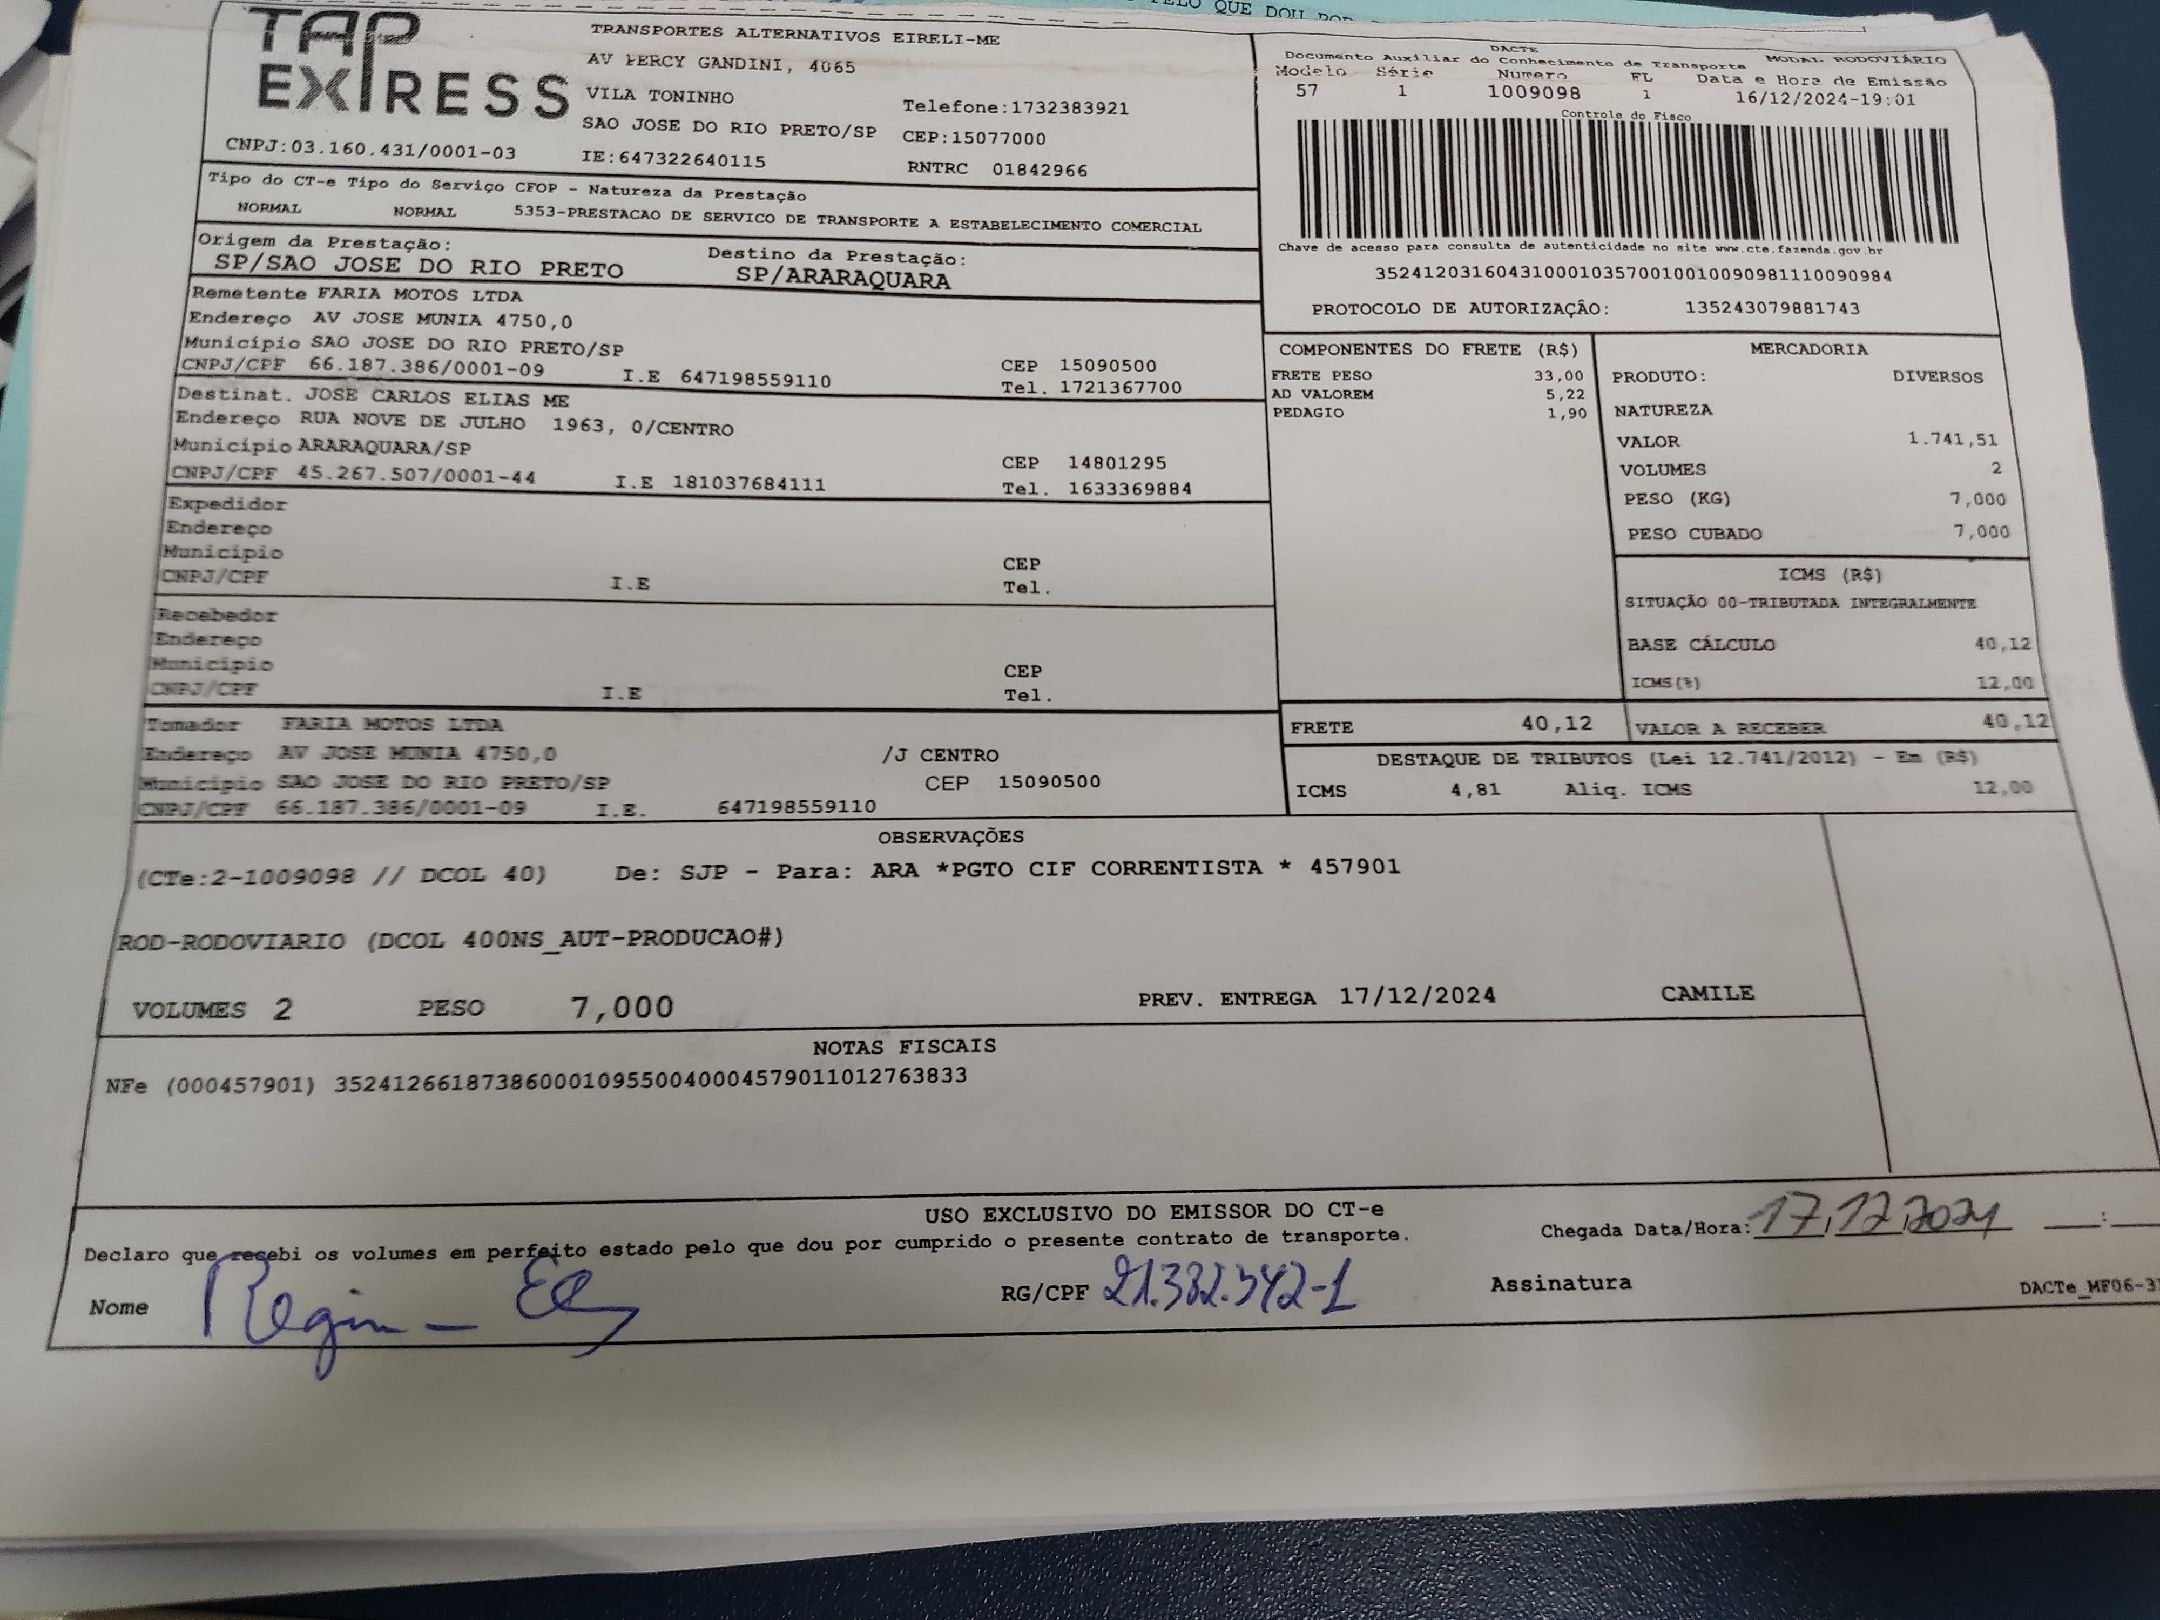 QUE DOU POR
TAP EXPRESS
TRANSPORTES ALTERNATIVOS EIRELI-ME
AV PERCY GANDINI, 4065
VILA TONINHO Telefone:1732383921
SAO JOSE DO RIO PRETO/SP CEP:15077000
CNPJ:03.160.431/0001-03 IE:647322640115 RNTRC 01842966
DACTE MODAL RODOVIÁRIO
Documento Auxiliar do Conhecimento de Transporte
Modelo Série Numero FL Data e Hora de Emissão
57 1 1009098 1 16/12/2024-19:01
Controle do Fisco
Chave de acesso para consulta de autenticidade no site www.cte.fazenda.gov.br
35241203160431000103570010010090981110090984
PROTOCOLO DE AUTORIZAÇÂO: 135243079881743
Tipo do CT-e Tipo do Serviço CFOP - Natureza da Prestação
NORMAL NORMAL 5353-PRESTACAO DE SERVICO DE TRANSPORTE A ESTABELECIMENTO COMERCIAL
Origem da Prestação: Destino da Prestação:
SP/SAO JOSE DO RIO PRETO SP/ARARAQUARA
Remetente FARIA MOTOS LTDA
Endereço AV JOSE MUNIA 4750,0
Município SAO JOSE DO RIO PRETO/SP CEP 15090500
CNPJ/CPF 66.187.386/0001-09 I.E 647198559110 Tel. 1721367700
Destinat. JOSE CARLOS ELIAS ME
Endereço RUA NOVE DE JULHO 1963, 0/CENTRO
Município ARARAQUARA/SP CEP 14801295
CNPJ/CPF 45.267.507/0001-44 I.E 181037684111 Tel. 1633369884
Expedidor
Endereço
Município CEP
CNPJ/CPF I.E Tel.
Recebedor
Endereço
Município CEP
CNPJ/CPF I.E Tel.
Tomador FARIA MOTOS LTDA
Endereço AV JOSE MUNIA 4750,0 /J CENTRO
Município SAO JOSE DO RIO PRETO/SP CEP 15090500
CNPJ/CPF 66.187.386/0001-09 I.E. 647198559110
COMPONENTES DO FRETE (R$)
FRETE PESO 33,00
AD VALOREM 5,22
PEDAGIO 1,90
MERCADORIA
PRODUTO: DIVERSOS
NATUREZA
VALOR 1.741,51
VOLUMES 2
PESO (KG) 7,000
PESO CUBADO 7,000
ICMS (R$)
SITUAÇÃO 00-TRIBUTADA INTEGRALMENTE
BASE CÁLCULO 40,12
ICMS(%) 12,00
FRETE 40,12 VALOR A RECEBER 40,12
DESTAQUE DE TRIBUTOS (Lei 12.741/2012) - Em (R$)
ICMS 4,81 Aliq. ICMS 12,00
OBSERVAÇÕES
(CTe:2-1009098 // DCOL 40) De: SJP - Para: ARA *PGTO CIF CORRENTISTA * 457901
ROD-RODOVIARIO (DCOL 400NS_AUT-PRODUCAO#)
VOLUMES 2 PESO 7,000 PREV. ENTREGA 17/12/2024 CAMILE
NOTAS FISCAIS
NFe (000457901) 35241266187386000109550040004579011012763833
USO EXCLUSIVO DO EMISSOR DO CT-e
Declaro que recebi os volumes em perfeito estado pelo que dou por cumprido o presente contrato de transporte. Chegada Data/Hora: 17,12,2024 __:__
Nome RG/CPF 21.382.542-1 Assinatura DACTe_MF06-3